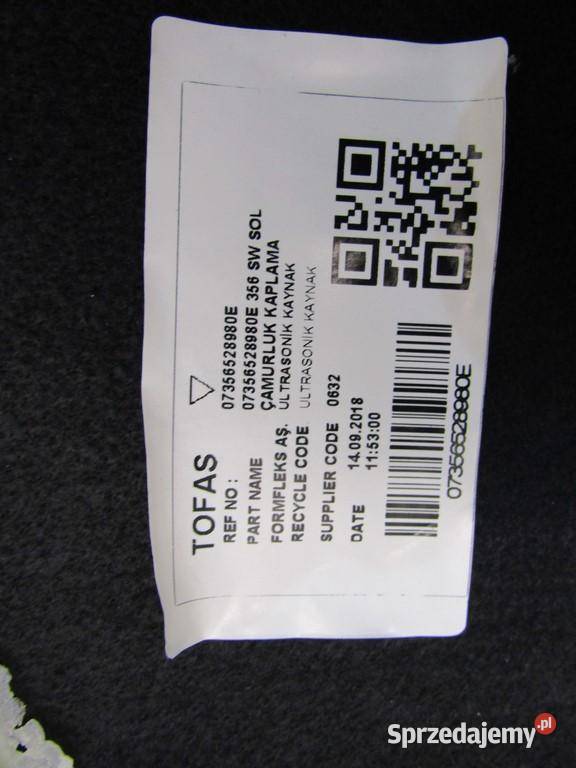 TOFAS
REF NO : 07356528980E
PART NAME 07356528980E 356 SW SOL
ÇAMURLUK KAPLAMA
FORMFLEKS AŞ. ULTRASONİK KAYNAK
RECYCLE CODE ULTRASONİK KAYNAK
SUPPLIER CODE 0632
DATE 14.09.2018
11:53:00
07356528980E
Sprzedajemy.pl